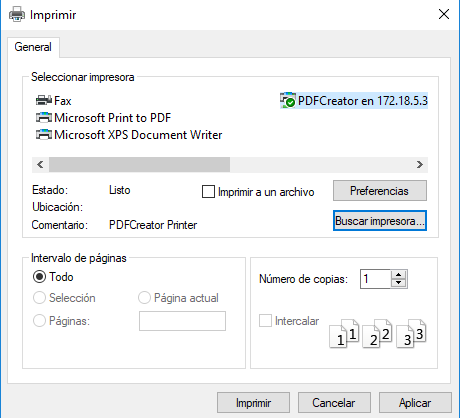 Imprimir
General
Seleccionar impresora
Fax
PDFCreator en 172.18.5.3
Microsoft Print to PDF
Microsoft XPS Document Writer
Estado: Listo
Imprimir a un archivo
Preferencias
Ubicación:
Comentario: PDFCreator Printer
Buscar impresora...
Intervalo de páginas
Todo
Selección
Página actual
Páginas:
Número de copias: 1
Intercalar
1 1 2 2 3 3
Imprimir
Cancelar
Aplicar